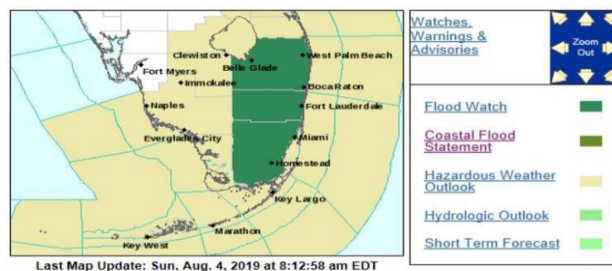 Clewiston
West Palm Beach
Belle Glade
Fort Myers
Immokalee
Boca Raton
Naples
Fort Lauderdale
Everglades City
Miami
Homestead
Key Largo
Marathon
Key West
Last Map Update: Sun, Aug. 4, 2019 at 8:12:58 am EDT
Watches,
Warnings &
Advisories
Zoom
Out
Flood Watch
Coastal Flood
Statement
Hazardous Weather
Outlook
Hydrologic Outlook
Short Term Forecast